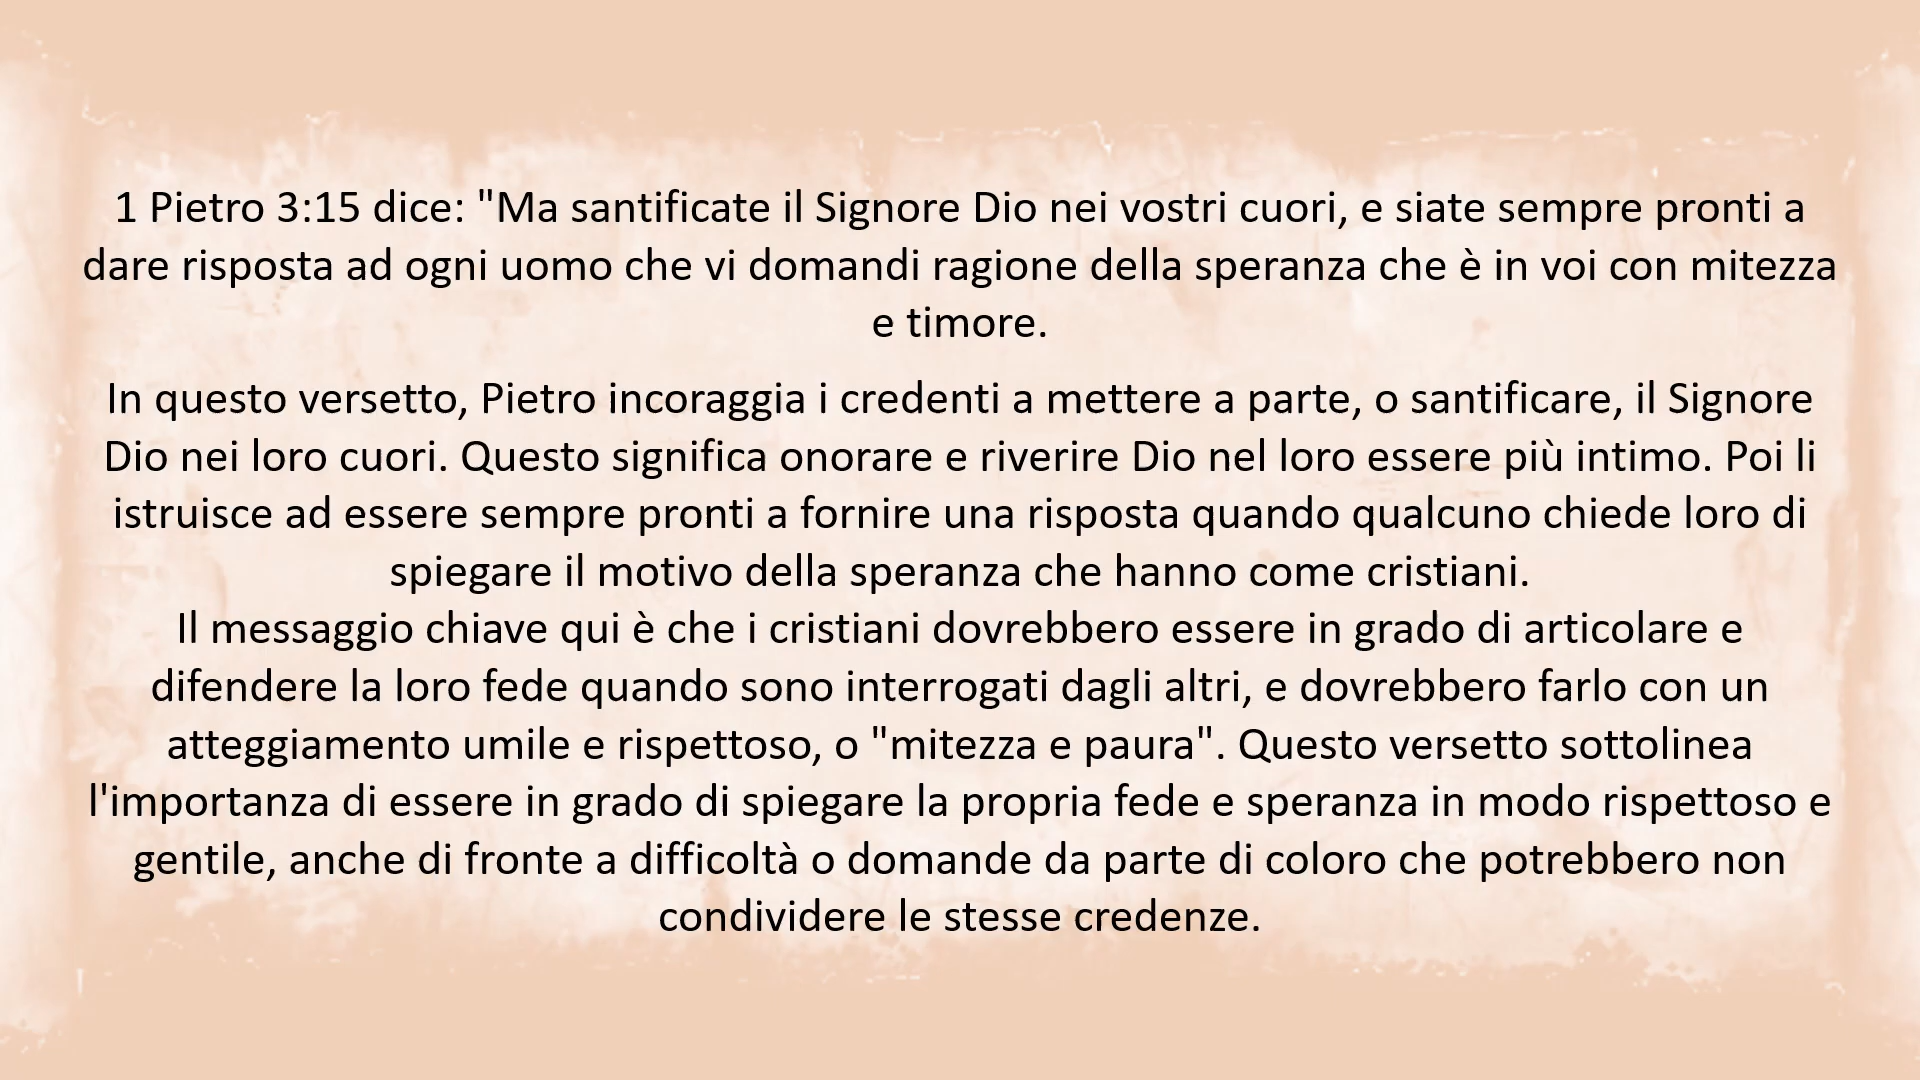 1 Pietro 3:15 dice: "Ma santificate il Signore Dio nei vostri cuori, e siate sempre pronti a
dare risposta ad ogni uomo che vi domandi ragione della speranza che è in voi con mitezza
e timore.
In questo versetto, Pietro incoraggia i credenti a mettere a parte, o santificare, il Signore
Dio nei loro cuori. Questo significa onorare e riverire Dio nel loro essere più intimo. Poi li
istruisce ad essere sempre pronti a fornire una risposta quando qualcuno chiede loro di
spiegare il motivo della speranza che hanno come cristiani.
Il messaggio chiave qui è che i cristiani dovrebbero essere in grado di articolare e
difendere la loro fede quando sono interrogati dagli altri, e dovrebbero farlo con un
atteggiamento umile e rispettoso, o "mitezza e paura". Questo versetto sottolinea
l'importanza di essere in grado di spiegare la propria fede e speranza in modo rispettoso e
gentile, anche di fronte a difficoltà o domande da parte di coloro che potrebbero non
condividere le stesse credenze.